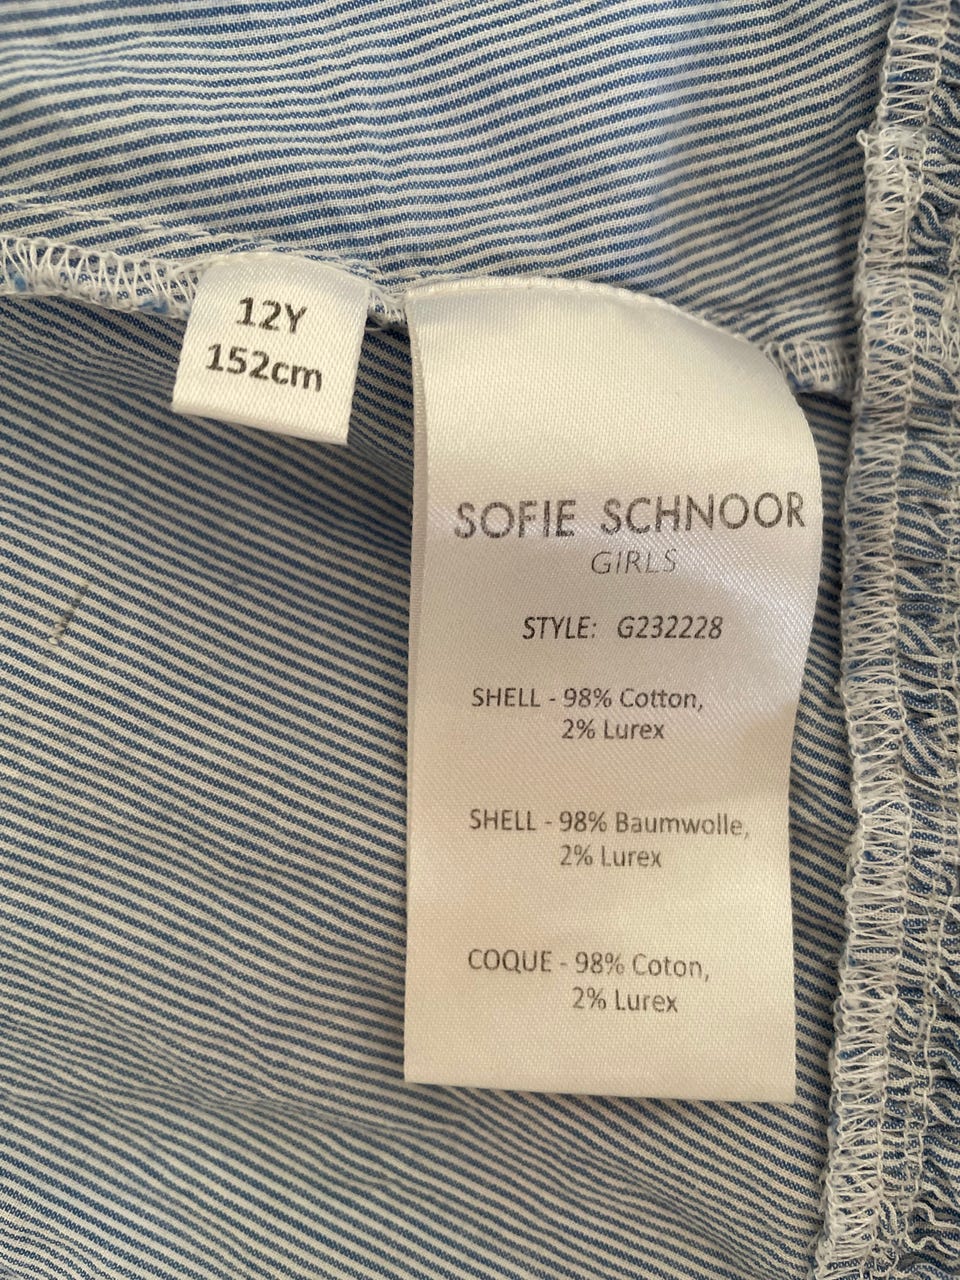 12Y
152cm
SOFIE SCHNOOR
GIRLS
STYLE: G232228
SHELL - 98% Cotton,
2% Lurex
SHELL - 98% Baumwolle,
2% Lurex
COQUE - 98% Coton,
2% Lurex